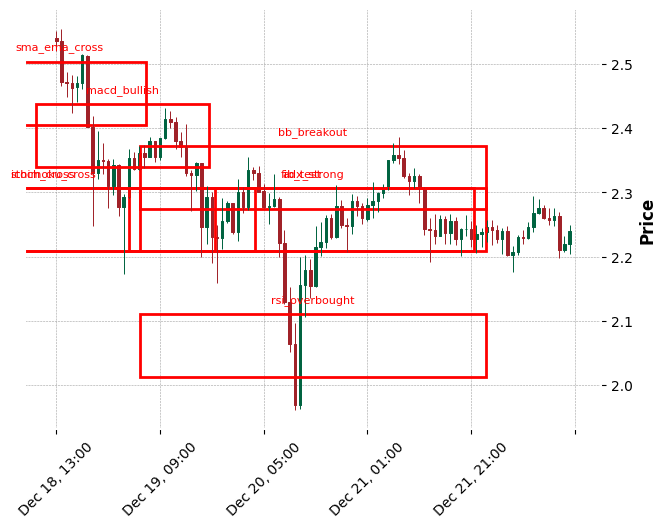 sma_ema_cross
macd_bullish
bb_breakout
rsi_overbought
2.5
2.4
2.3
2.2
2.1
2.0
Price
Dec 18, 13:00
Dec 19, 09:00
Dec 20, 05:00
Dec 21, 01:00
Dec 21, 21:00